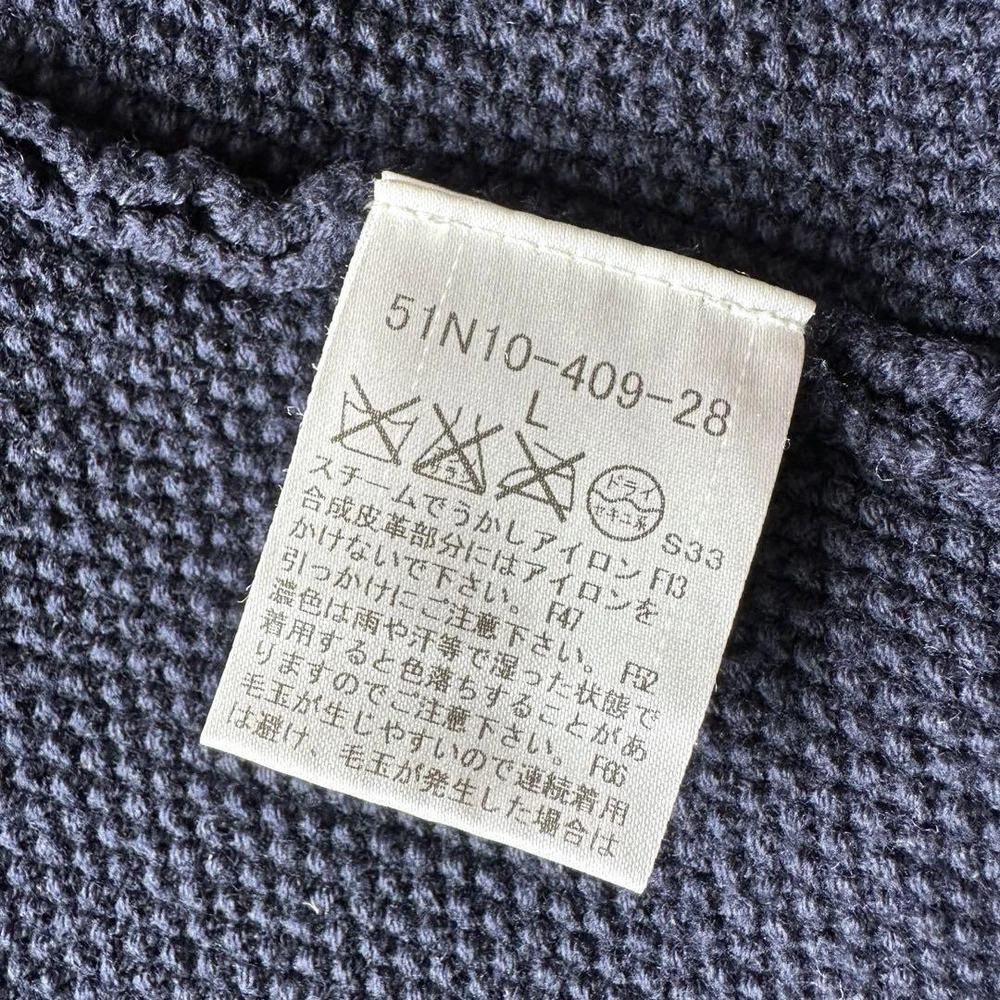 51N10-409-28
L
ドライ
セキユ系
S33
スチームでうかしアイロン F13
合成皮革部分にはアイロンを
かけないで下さい。 F47
引っかけにご注意下さい。 F52
濃色は雨や汗等で湿った状態で
着用すると色落ちすることがあ
りますのでご注意下さい。 F66
毛玉が生じやすいので連続着用
は避け、毛玉が発生した場合は